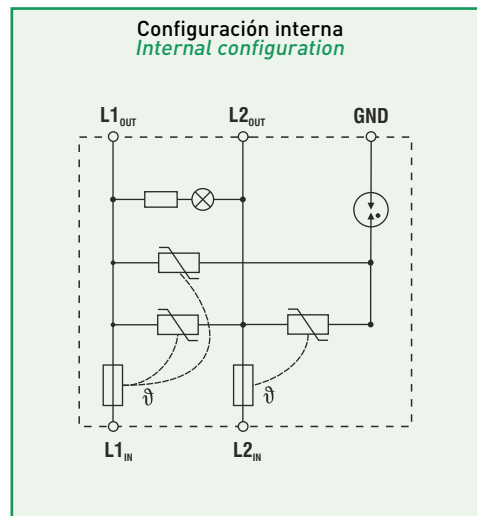 Configuración interna
Internal configuration
L1OUT L2OUT GND
ϑ ϑ
L1IN L2IN